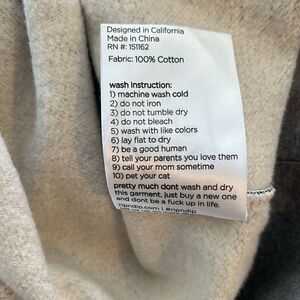 Designed in California
Made in China
RN #: 151162
Fabric: 100% Cotton
wash instruction:
1) machine wash cold
2) do not iron
3) do not tumble dry
4) do not bleach
5) wash with like colors
6) lay flat to dry
7) be a good human
8) tell your parents you love them
9) call your mom sometime
10) pet your cat
pretty much dont wash and dry
this garment, just buy a new one
and dont be a fuck up in life.
ripndip.com | #ripndip